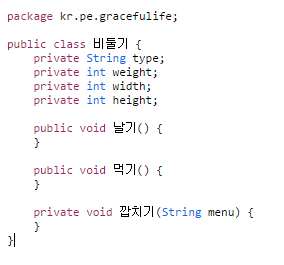 package kr.pe.gracefulife;
public class 비둘기 {
private String type;
private int weight;
private int width;
private int height;
public void 날기() {
}
public void 먹기() {
}
private void 깝치기(String menu) {
}
}